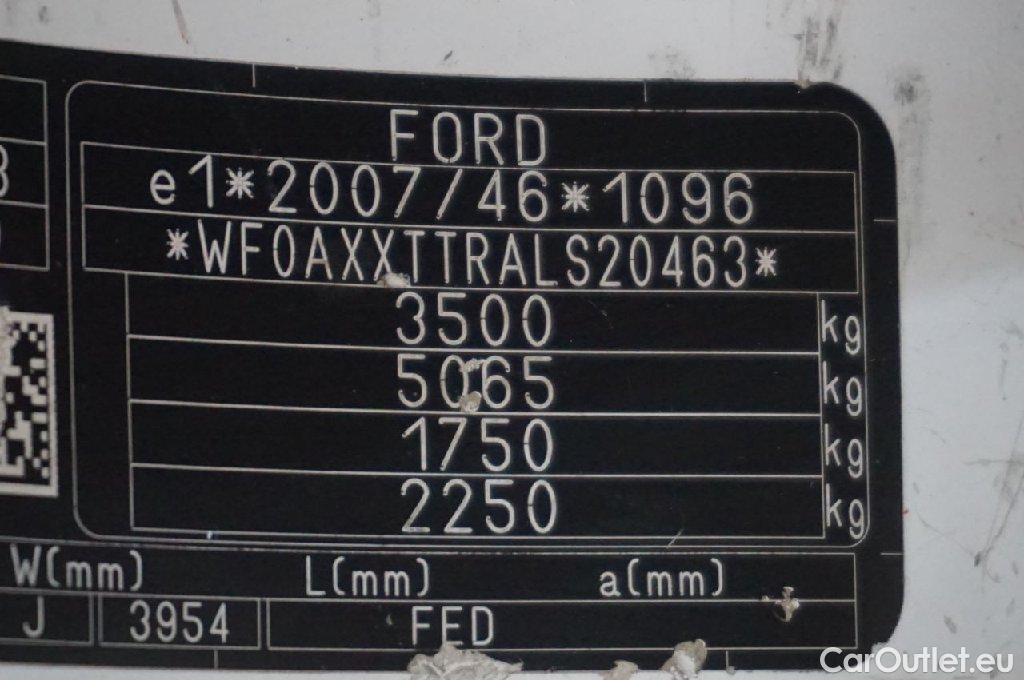 FORD
e1*2007/46*1096
*WF0AXXTTRALS20463*
3500 kg
5065 kg
1750 kg
2250 kg
W(mm) L(mm) a(mm)
J 3954 FED
CarOutlet.eu